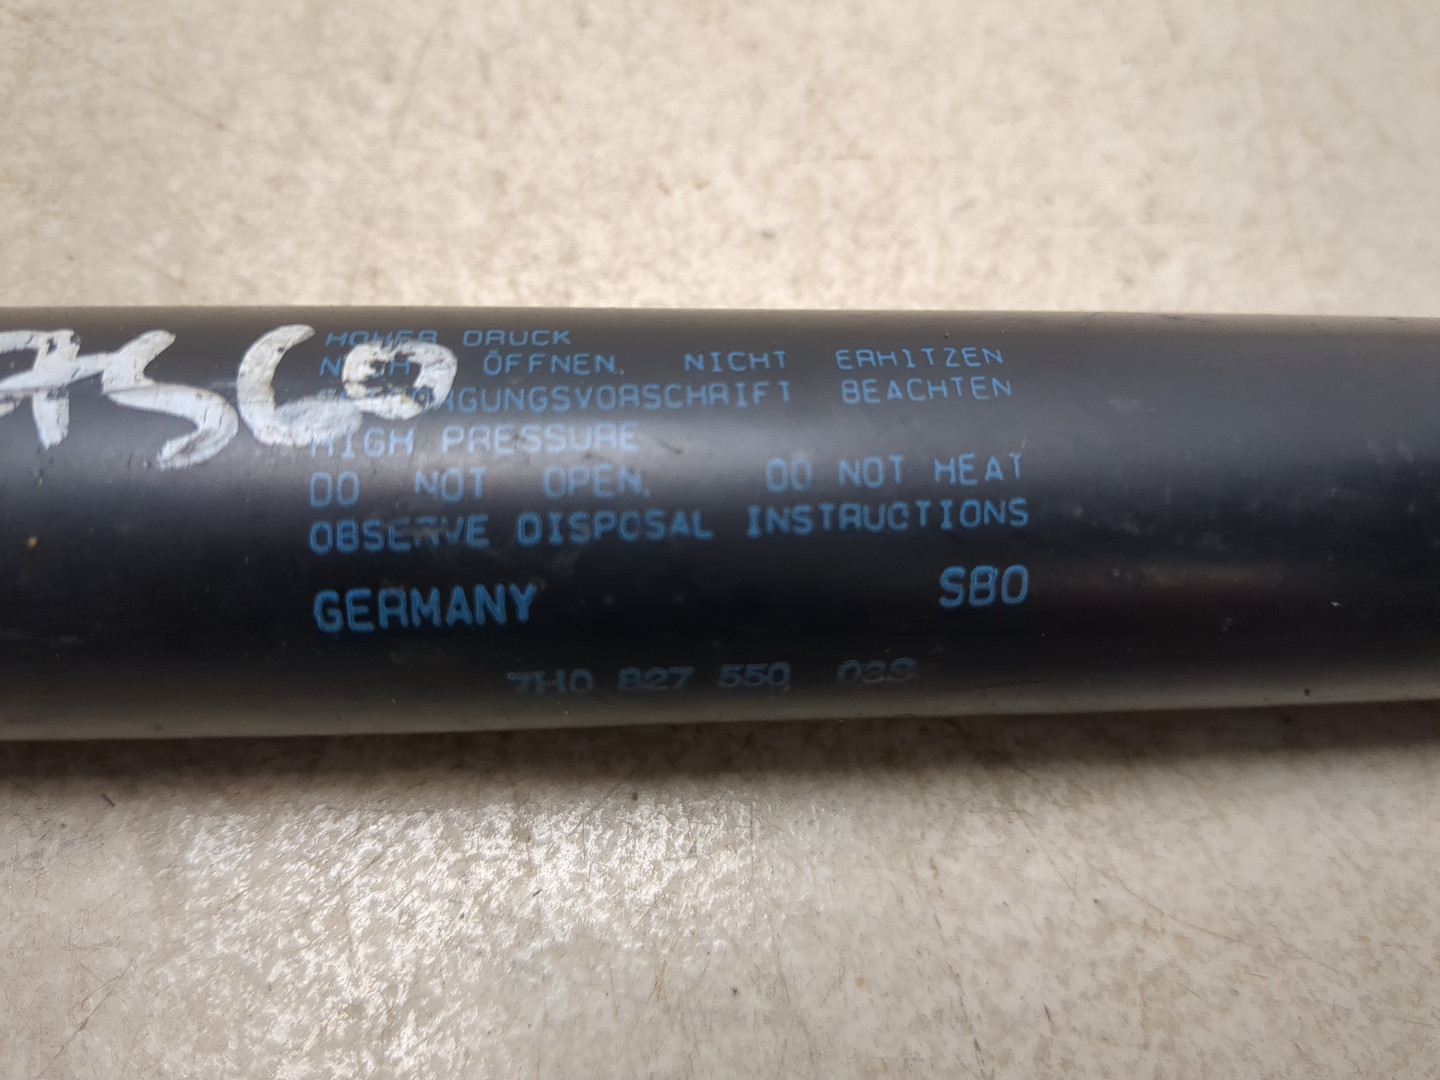 HOHER DRUCK
ÖFFNEN. NICHT ERHITZEN
BEACHTEN
HIGH PRESSURE
DO NOT OPEN. DO NOT HEAT
OBSERVE DISPOSAL INSTRUCTIONS
GERMANY SBO
7H0 827 550